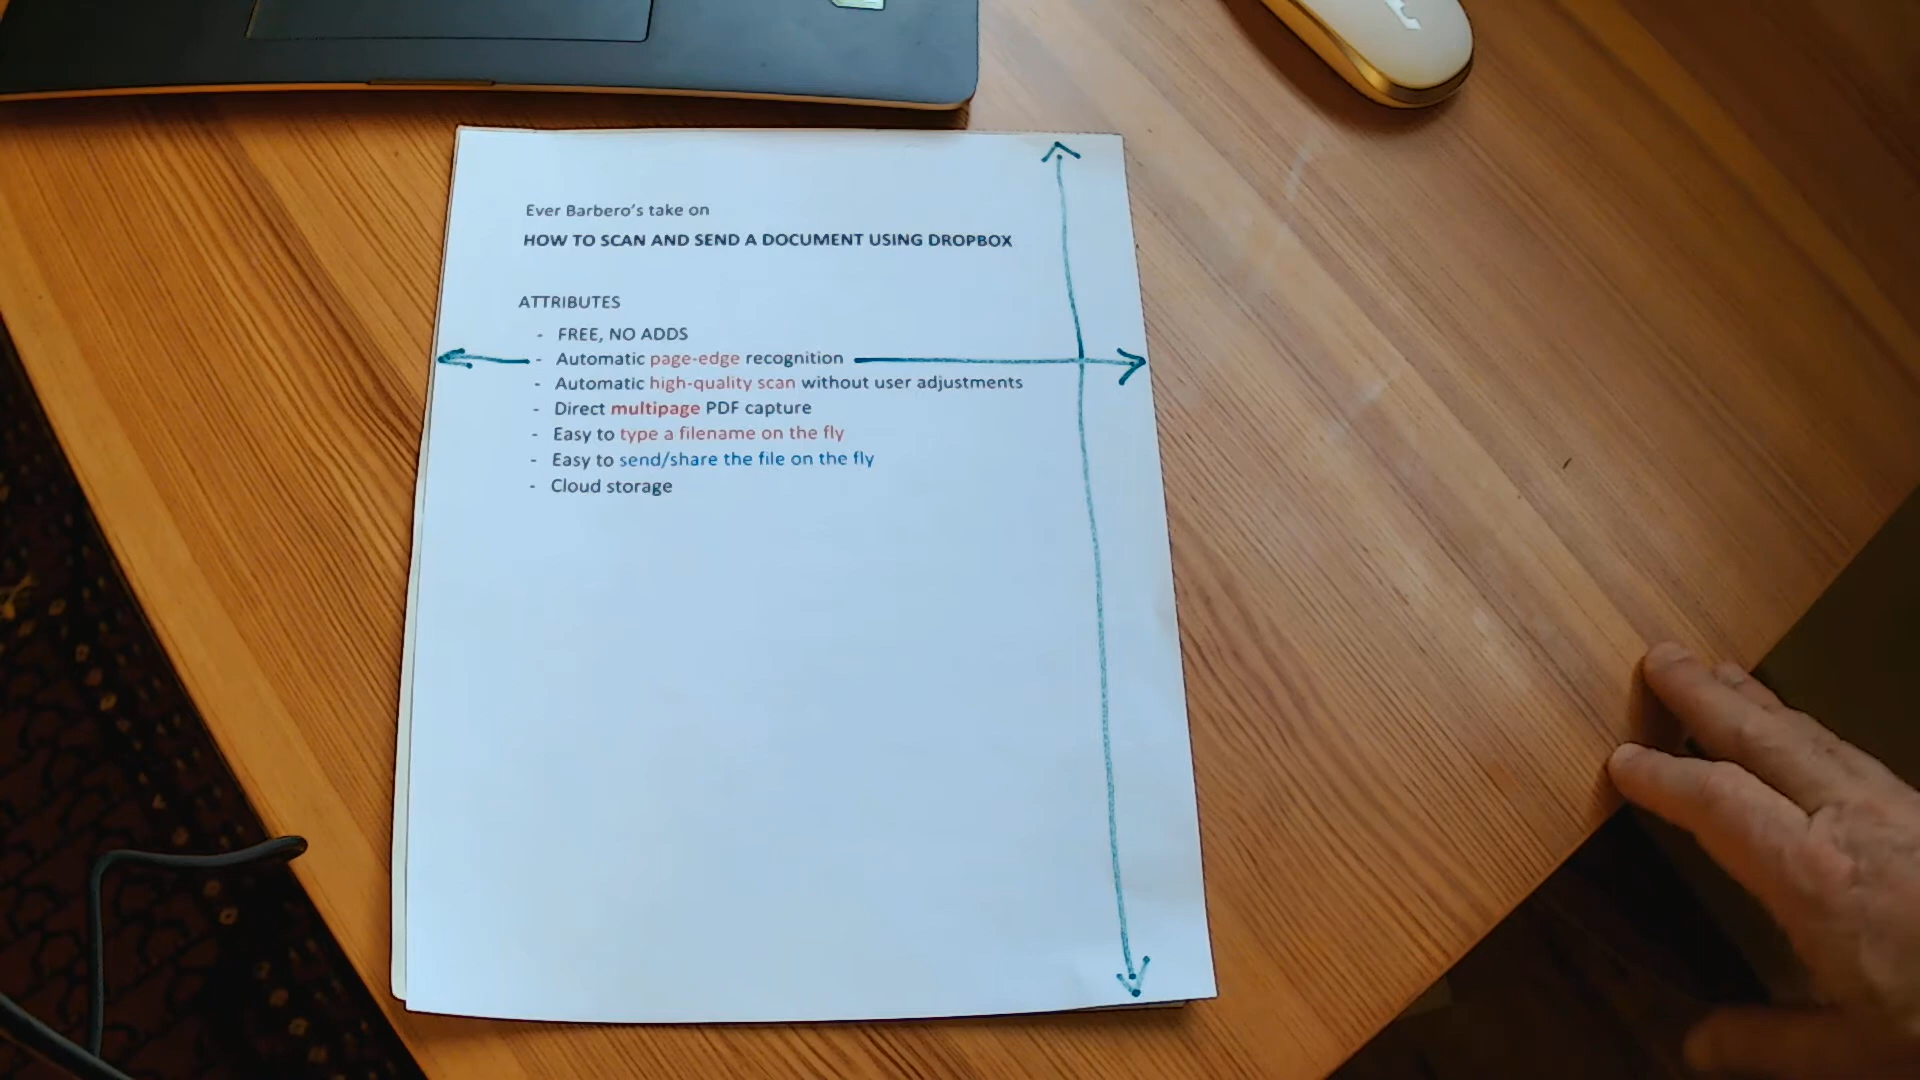 Ever Barbero's take on
HOW TO SCAN AND SEND A DOCUMENT USING DROPBOX
ATTRIBUTES
- FREE, NO ADDS
- Automatic page-edge recognition
- Automatic high-quality scan without user adjustments
- Direct multipage PDF capture
- Easy to type a filename on the fly
- Easy to send/share the file on the fly
- Cloud storage